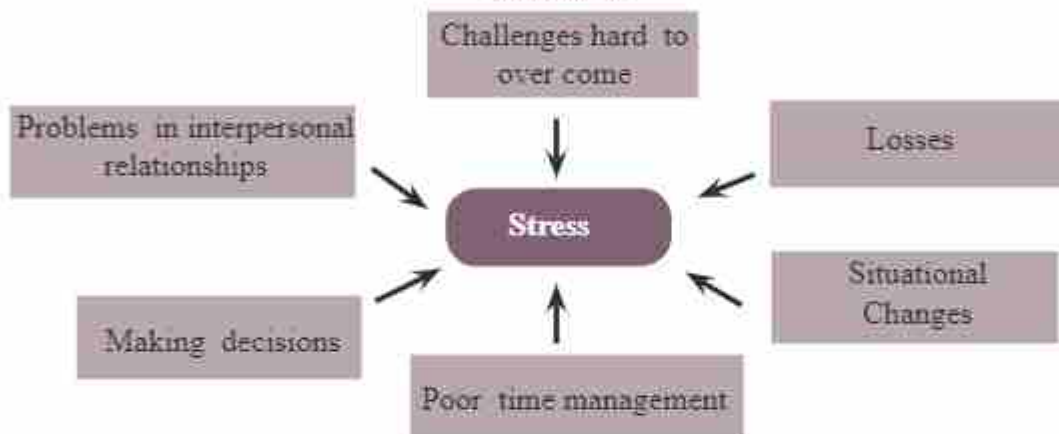 Challenges hard to
over come
Problems in interpersonal
relationships
Losses
Stress
Situational
Changes
Making decisions
Poor time management